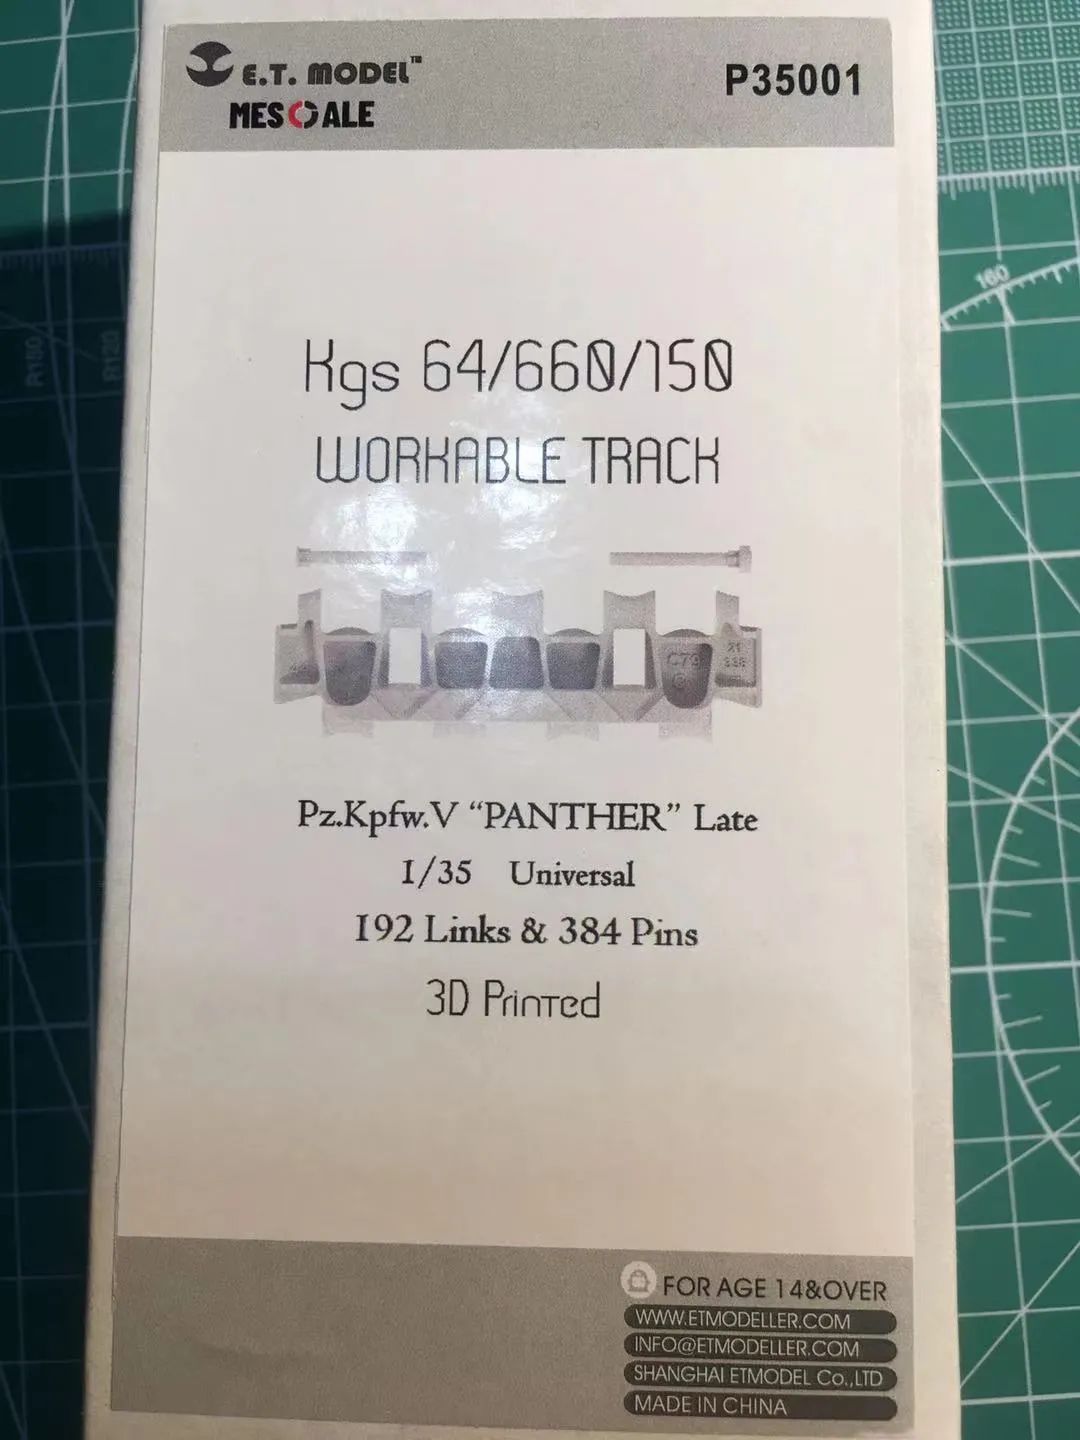 E.T. MODEL™
P35001
MESCALE
Kgs 64/660/150
WORKABLE TRACK
C79
Pz.Kpfw.V “PANTHER” Late
1/35 Universal
192 Links & 384 Pins
3D Printed
FOR AGE 14&OVER
WWW.ETMODELLER.COM
INFO@ETMODELLER.COM
SHANGHAI ETMODEL Co.,LTD
MADE IN CHINA
160
R120